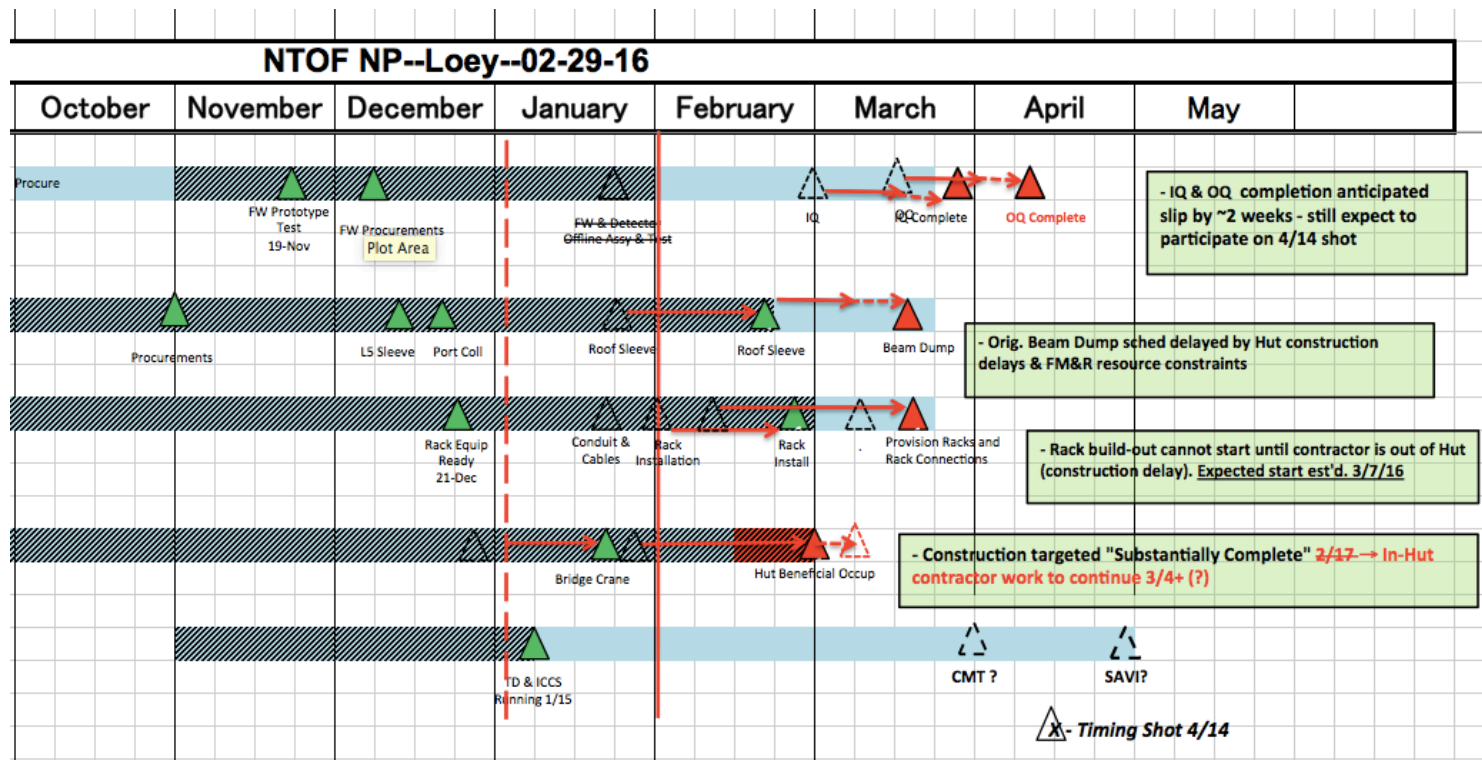 NTOF NP--Loey--02-29-16
October November December January February March April May
Procure
FW Prototype
Test
19-Nov
FW Procurements
Plot Area
FW & Detecto
Offline Assy & Test
IQ
OQ
IQ Complete
OQ Complete
- IQ & OQ completion anticipated
slip by ~2 weeks - still expect to
participate on 4/14 shot
Procurements
L5 Sleeve
Port Coll
Roof Sleeve
Roof Sleeve
Beam Dump
- Orig. Beam Dump sched delayed by Hut construction
delays & FM&R resource constraints
Rack Equip
Ready
21-Dec
Conduit &
Cables
Rack
Installation
Rack
Install
.
Provision Racks and
Rack Connections
- Rack build-out cannot start until contractor is out of Hut
(construction delay). Expected start est'd. 3/7/16
Bridge Crane
Hut Beneficial Occup
- Construction targeted "Substantially Complete" 2/17 → In-Hut
contractor work to continue 3/4+ (?)
TD & ICCS
Running 1/15
CMT ?
SAVI?
X - Timing Shot 4/14